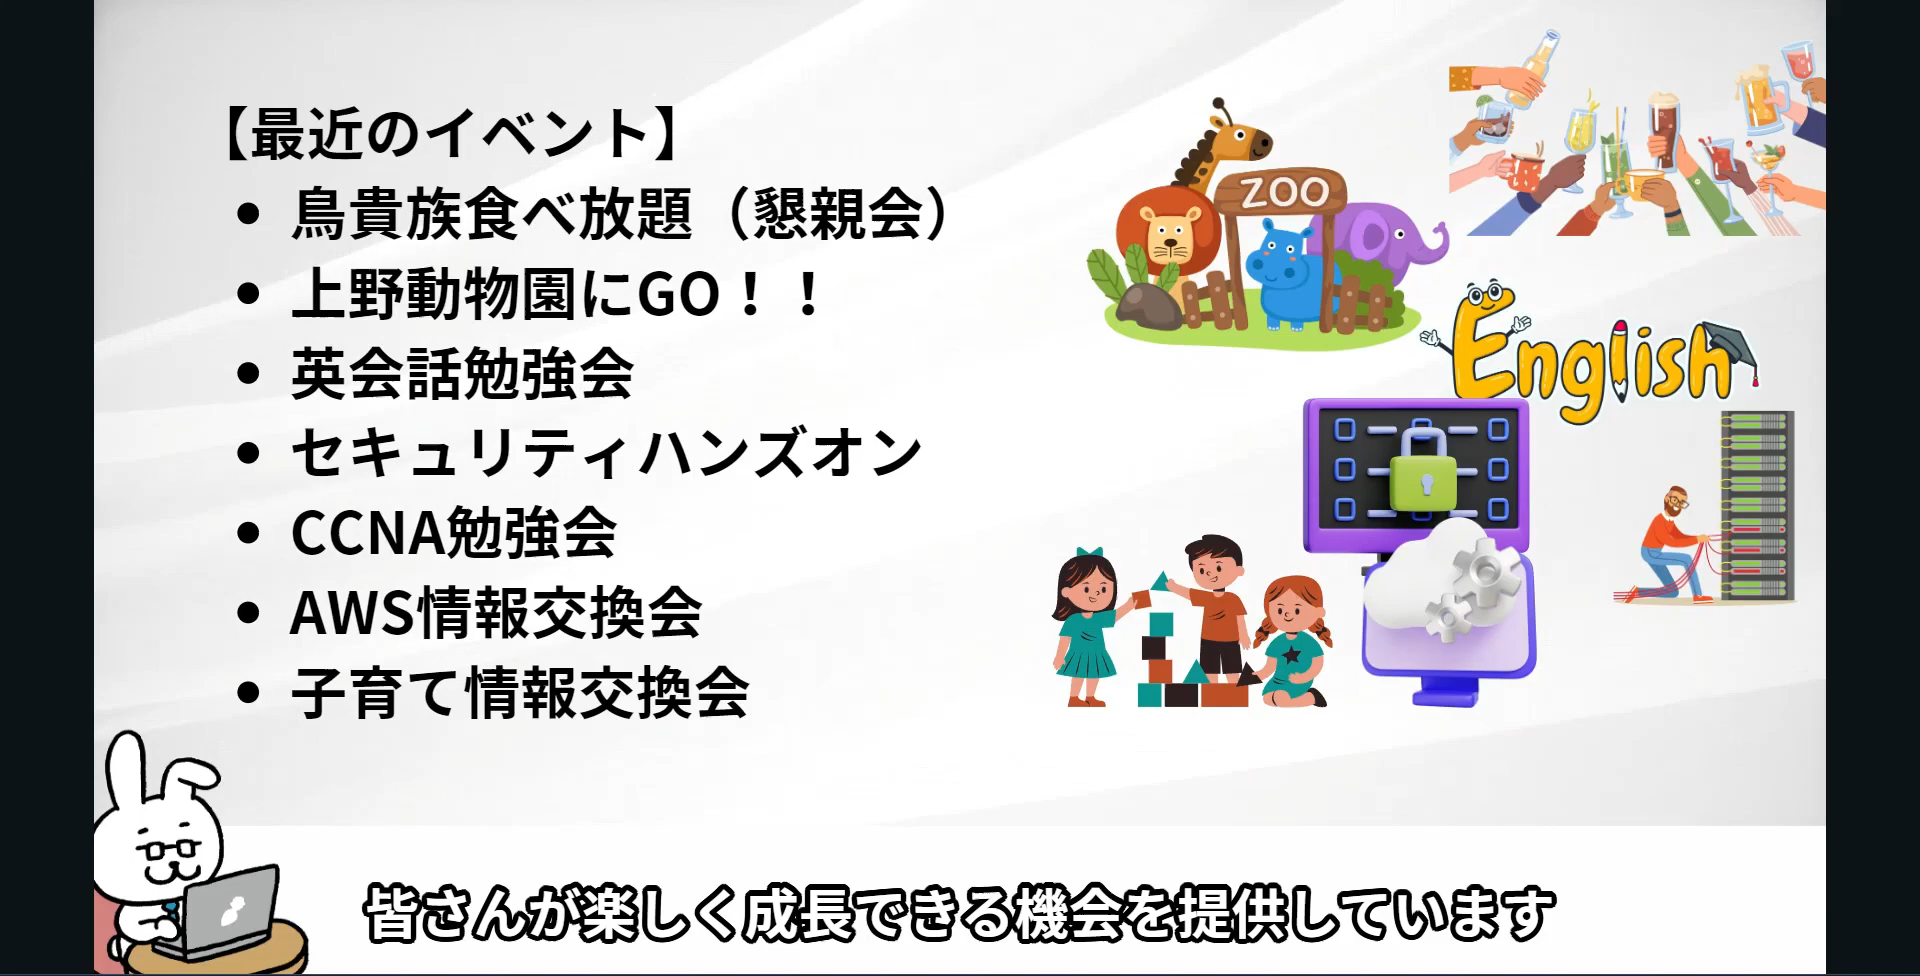 【最近のイベント】
• 鳥貴族食べ放題（懇親会）
• 上野動物園にGO！！
• 英会話勉強会
• セキュリティハンズオン
• CCNA勉強会
• AWS情報交換会
• 子育て情報交換会
ZOO
English
皆さんが楽しく成長できる機会を提供しています